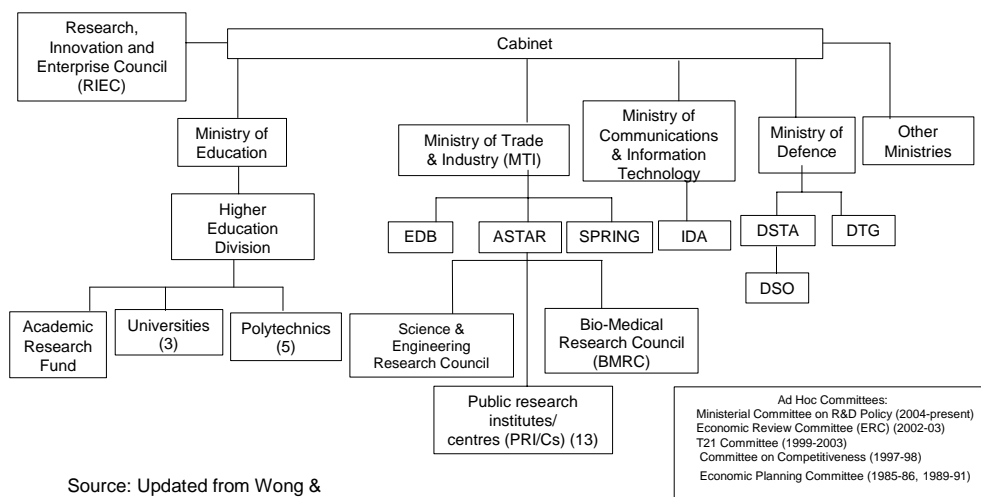 Research,
Innovation and
Enterprise Council
(RIEC)
Cabinet
Ministry of
Education
Ministry of Trade
& Industry (MTI)
Ministry of
Communications
& Information
Technology
Ministry of
Defence
Other
Ministries
Higher
Education
Division
EDB
ASTAR
SPRING
IDA
DSTA
DTG
DSO
Academic
Research
Fund
Universities
(3)
Polytechnics
(5)
Science &
Engineering
Research Council
Bio-Medical
Research Council
(BMRC)
Public research
institutes/
centres (PRI/Cs) (13)
Ad Hoc Committees:
Ministerial Committee on R&D Policy (2004-present)
Economic Review Committee (ERC) (2002-03)
T21 Committee (1999-2003)
Committee on Competitiveness (1997-98)
Economic Planning Committee (1985-86, 1989-91)
Source: Updated from Wong &